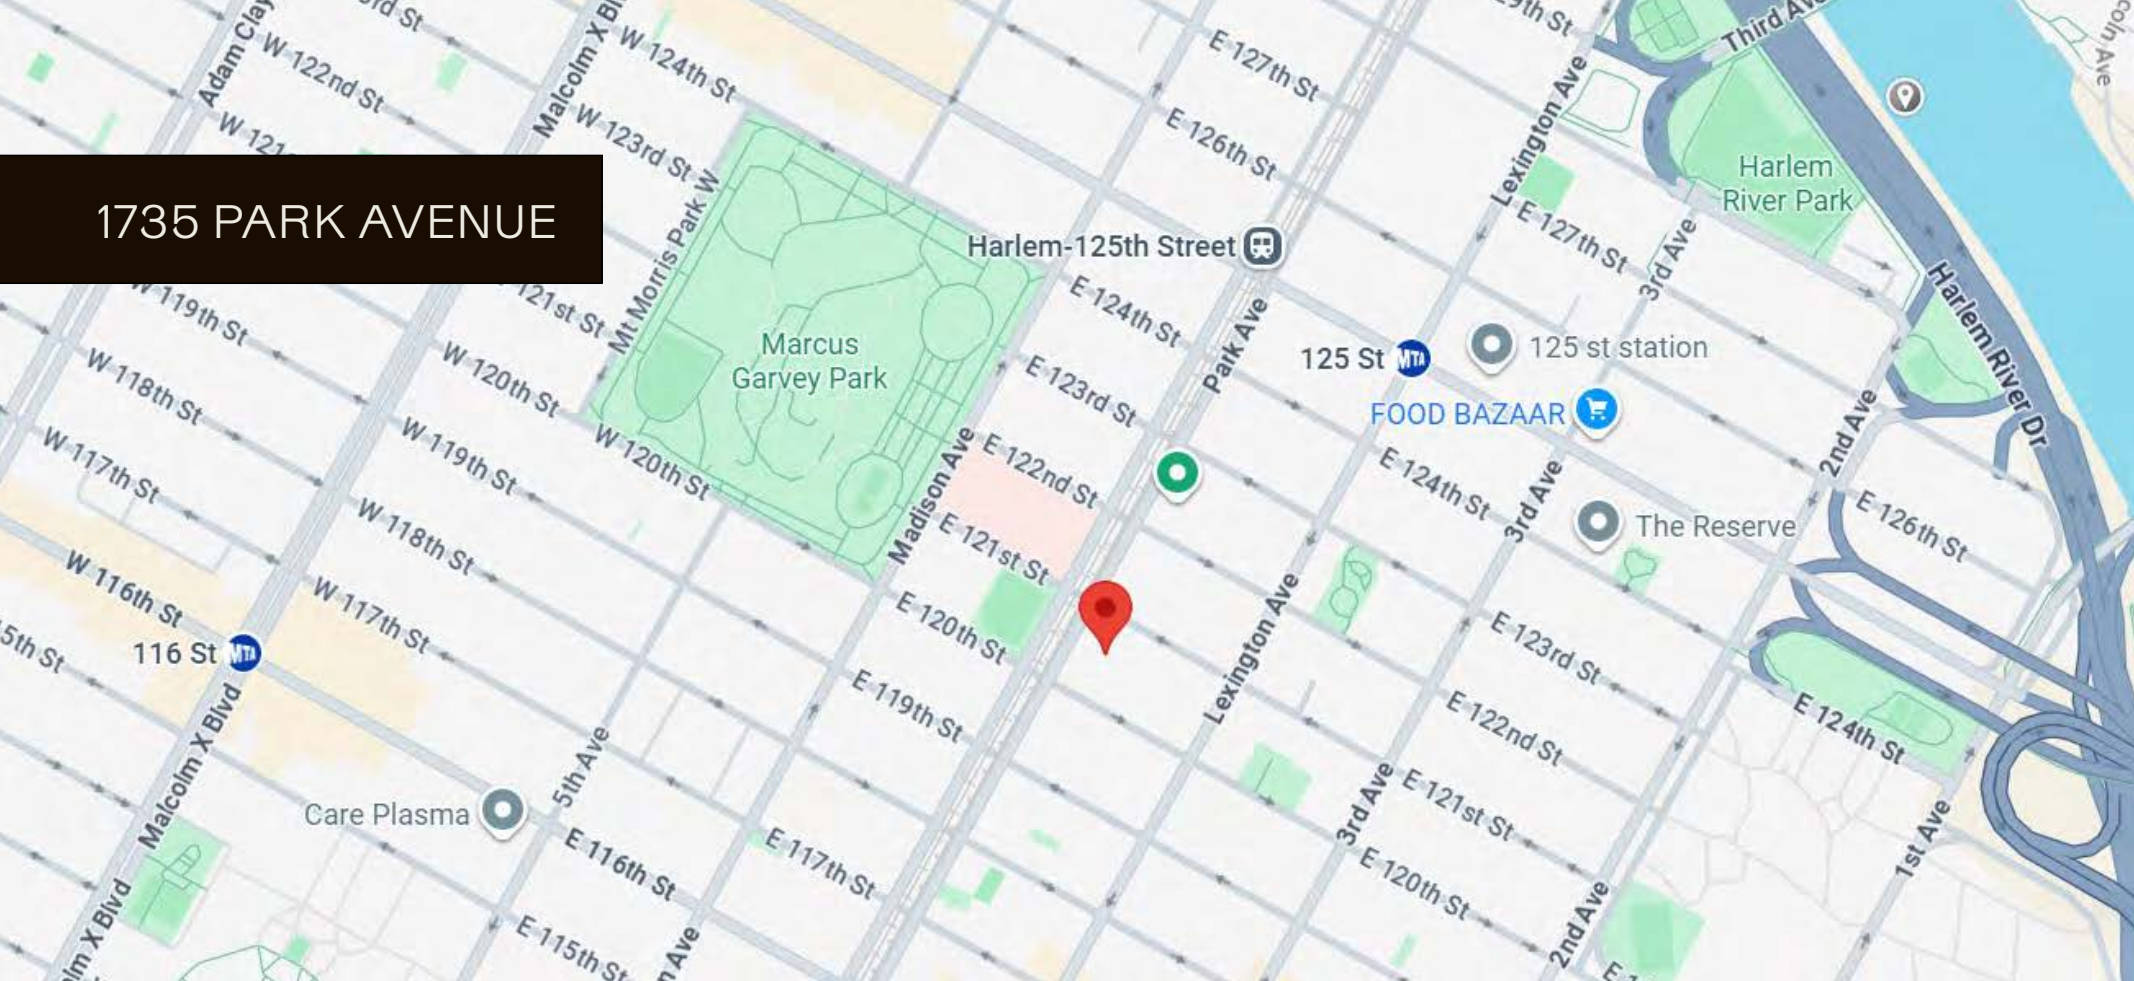 1735 PARK AVENUE
W 124th St
E 127th St
Third Ave
W 122nd St
W 123rd St
E 126th St
Lexington Ave
Harlem
River Park
Malcolm X
Mt Morris Park W
Harlem-125th Street
E 127th St
3rd Ave
W 119th St
121st St
E 124th St
Park Ave
125 St MTA
125 st station
Harlem River Dr
Marcus
Garvey Park
W 118th St
W 120th St
E 123rd St
FOOD BAZAAR
2nd Ave
W 117th St
W 119th St
W 120th St
Madison Ave
E 122nd St
E 124th St
3rd Ave
The Reserve
E 126th St
W 118th St
E 121st St
W 116th St
W 117th St
E 120th St
Lexington Ave
E 123rd St
116 St MTA
E 119th St
E 122nd St
E 124th St
Malcolm X Blvd
5th Ave
Care Plasma
3rd Ave
E 121st St
1st Ave
E 116th St
E 117th St
E 120th St
2nd Ave
E 115th St